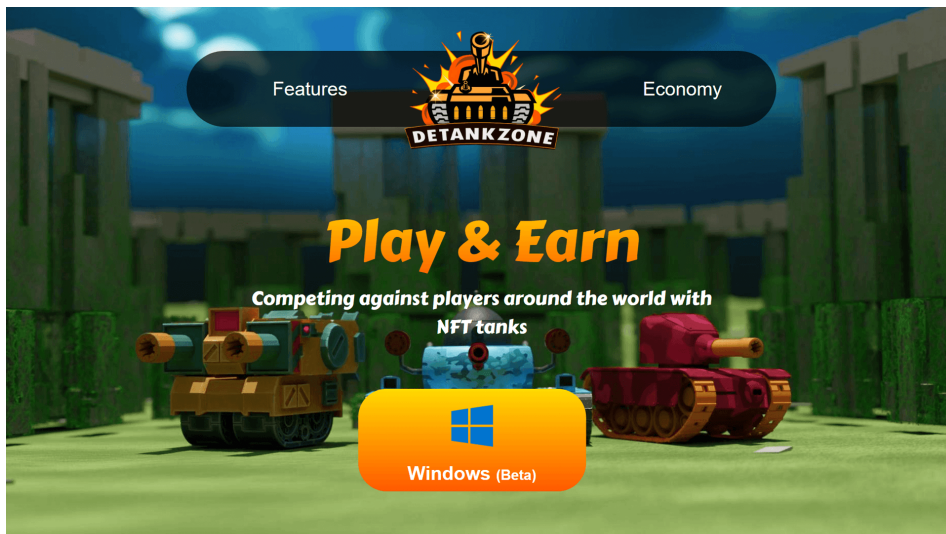 Features
DETANKZONE
Economy
Play & Earn
Competing against players around the world with
NFT tanks
Windows (Beta)